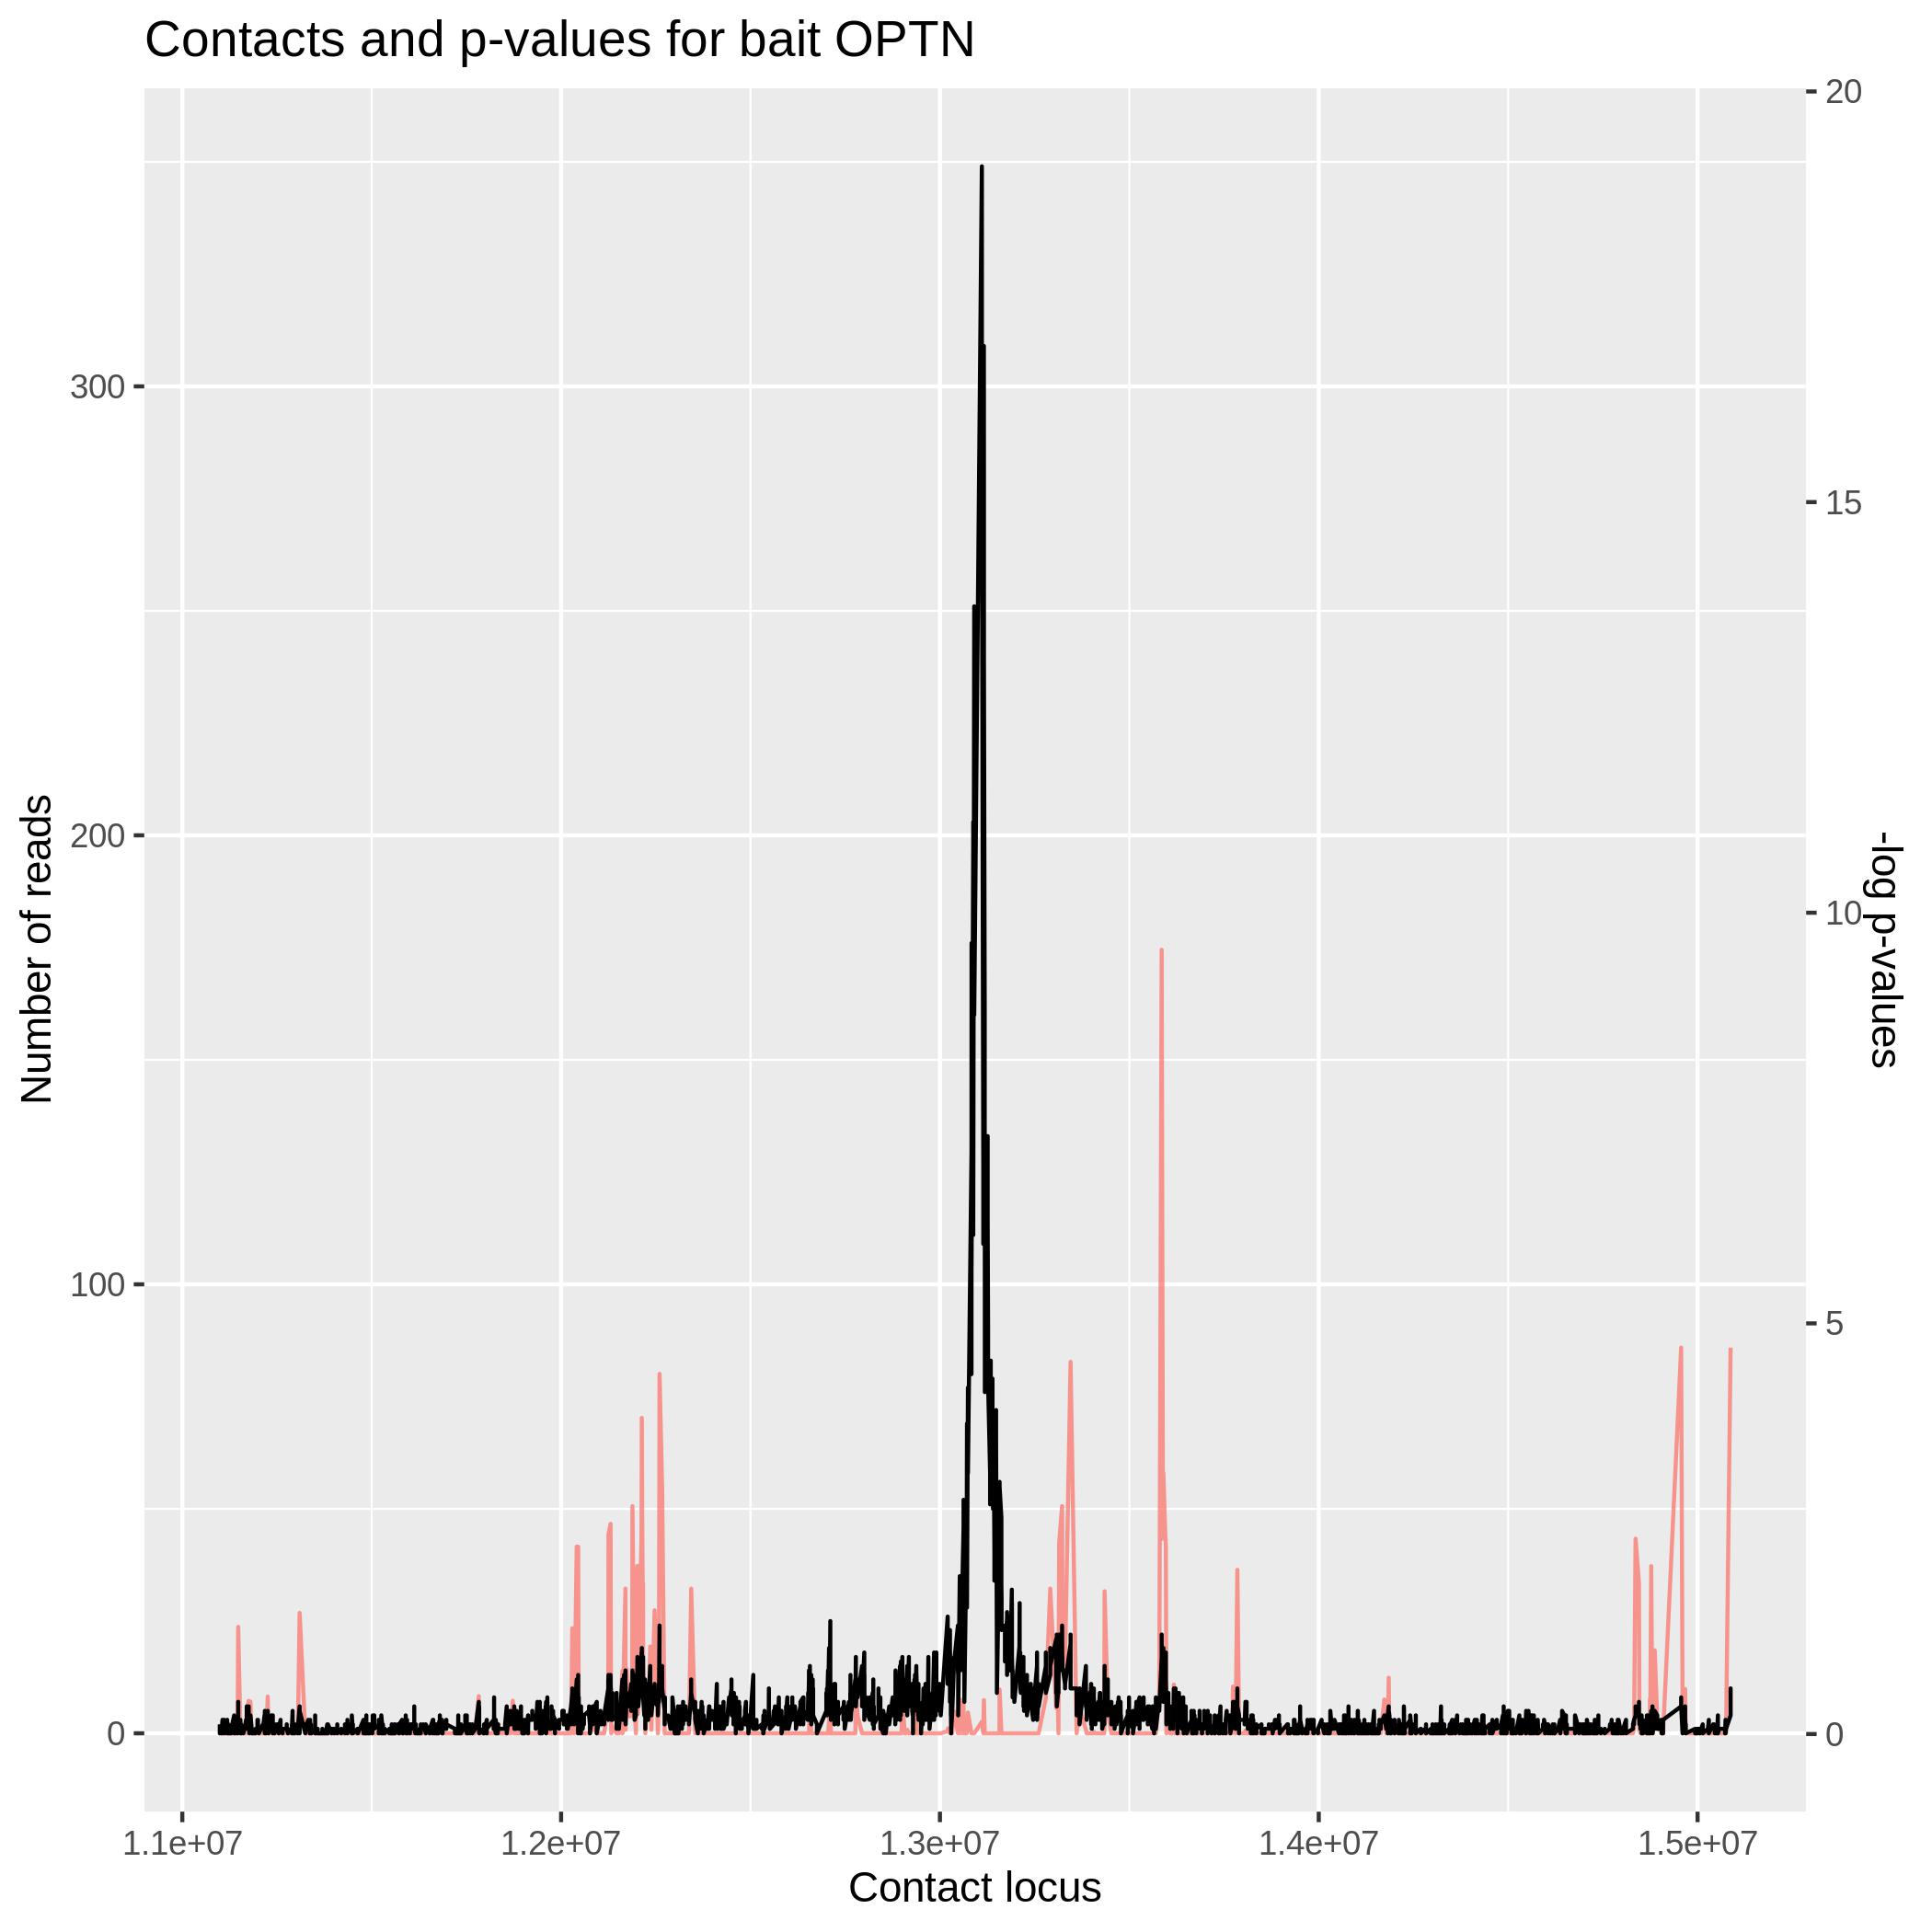 Contacts and p-values for bait OPTN
20
15
10
5
0
300
200
100
0
Number of reads
-log p-values
1.1e+07
1.2e+07
1.3e+07
1.4e+07
1.5e+07
Contact locus